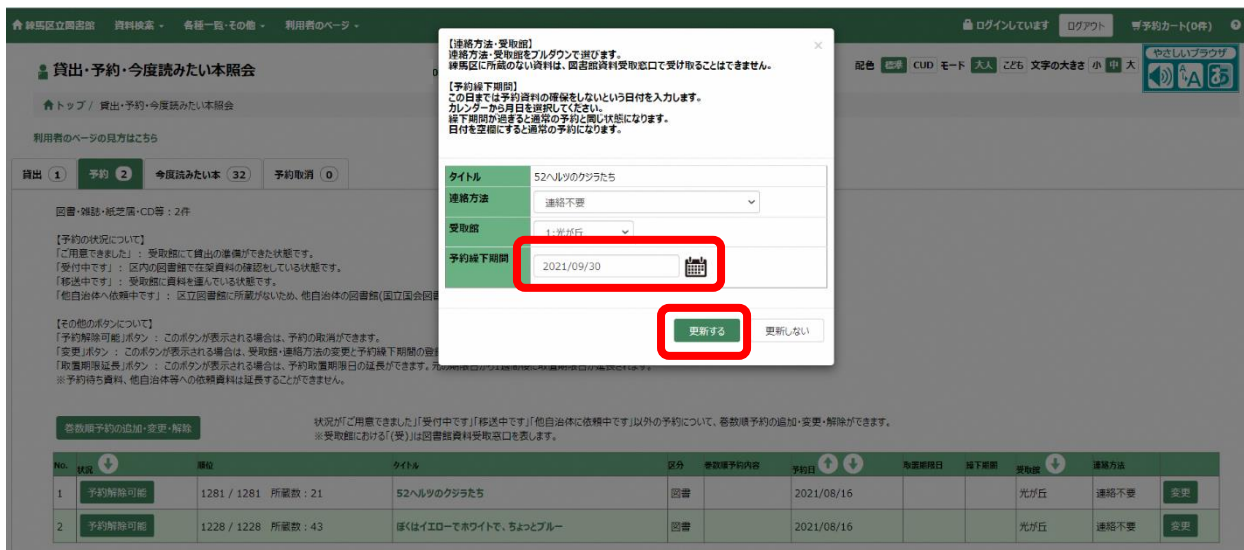 練馬区立図書館 資料検索 各種一覧・その他 利用者のページ ログインしています ログアウト 予約カート(0件)
貸出・予約・今度読みたい本照会
配色 標準 CUD モード 大人 こども 文字の大きさ 小 中 大
やさしいブラウザ
A あ
トップ / 貸出・予約・今度読みたい本照会
利用者のページの見方はこちら
貸出 1 予約 2 今度読みたい本 32 予約取消 0
図書・雑誌・紙芝居・CD等：2件
【予約の状況について】
「ご用意できました」： 受取館にて貸出の準備ができた状態です。
「受付中です」： 区内の図書館で在架資料の確認をしている状態です。
「移送中です」： 受取館に資料を運んでいる状態です。
「他自治体へ依頼中です」： 区立図書館に所蔵がないため、他自治体の図書館(国立国会図書
【その他のボタンについて】
「予約解除可能」ボタン ： このボタンが表示される場合は、予約の取消ができます。
「変更」ボタン ： このボタンが表示される場合は、受取館・連絡方法の変更と予約繰下期間の登
「取置期限延長」ボタン ： このボタンが表示される場合は、予約取置期限日の延長ができます。元の期限日から1週間後に取置期限日が延長されます。
※予約待ち資料、他自治体等への依頼資料は延長することができません。
【連絡方法・受取館】
連絡方法・受取館をプルダウンで選びます。
練馬区に所蔵のない資料は、図書館資料受取窓口で受け取ることはできません。
【予約繰下期間】
この日までは予約資料の確保をしないという日付を入力します。
カレンダーから月日を選択してください。
繰下期間が過ぎると通常の予約と同じ状態になります。
日付を空欄にすると通常の予約になります。
×
タイトル 52ヘルツのクジラたち
連絡方法 連絡不要
受取館 1:光が丘
予約繰下期間 2021/09/30
更新する 更新しない
巻数順予約の追加・変更・解除
状況が「ご用意できました」「受付中です」「移送中です」「他自治体に依頼中です」以外の予約について、巻数順予約の追加・変更・解除ができます。
※受取館における「(受)」は図書館資料受取窓口を表します。
No. 状況 順位 タイトル 区分 巻数順予約内容 予約日 取置期限日 繰下期間 受取館 連絡方法
1 予約解除可能 1281 / 1281 所蔵数：21 52ヘルツのクジラたち 図書 2021/08/16 光が丘 連絡不要 変更
2 予約解除可能 1228 / 1228 所蔵数：43 ぼくはイエローでホワイトで、ちょっとブルー 図書 2021/08/16 光が丘 連絡不要 変更